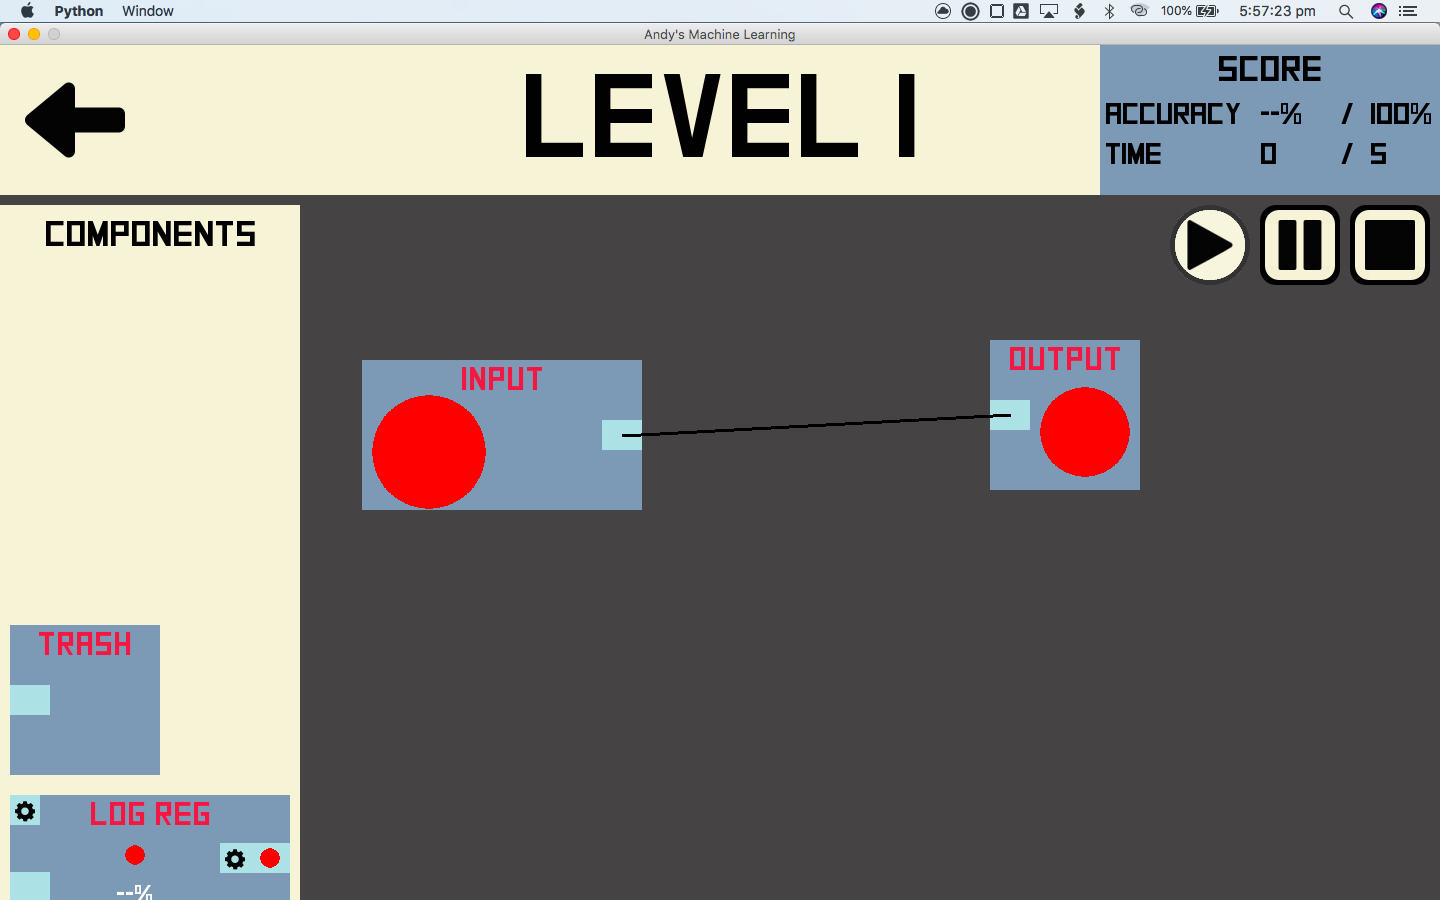 Python Window 100% 5:57:23 pm
Andy's Machine Learning
LEVEL 1
SCORE
ACCURACY --% / 100%
TIME 0 / 5
COMPONENTS
INPUT
OUTPUT
TRASH
LOG REG
--%